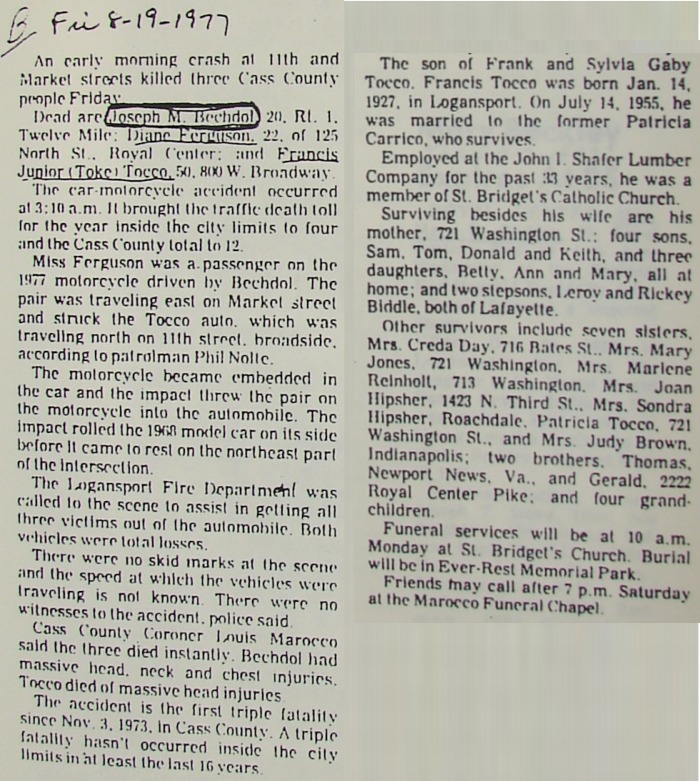 B Fri 8-19-1977
An early morning crash at 11th and
Market streets killed three Cass County
people Friday.
Dead are Joseph M. Bechdol, 20, Rt. 1,
Twelve Mile; Diane Ferguson, 22, of 125
North St., Royal Center; and Francis
Junior (Toke) Tocco, 50, 800 W. Broadway.
The car-motorcycle accident occurred
at 3:10 a.m. It brought the traffic death toll
for the year inside the city limits to four
and the Cass County total to 12.
Miss Ferguson was a passenger on the
1977 motorcycle driven by Bechdol. The
pair was traveling east on Market street
and struck the Tocco auto, which was
traveling north on 11th street, broadside,
according to patrolman Phil Nolte.
The motorcycle became embedded in
the car and the impact threw the pair on
the motorcycle into the automobile. The
impact rolled the 1968 model car on its side
before it came to rest on the northeast part
of the intersection.
The Logansport Fire Department was
called to the scene to assist in getting all
three victims out of the automobile. Both
vehicles were total losses.
There were no skid marks at the scene
and the speed at which the vehicles were
traveling is not known. There were no
witnesses to the accident, police said.
Cass County Coroner Louis Marocco
said the three died instantly. Bechdol had
massive head, neck and chest injuries.
Tocco died of massive head injuries.
The accident is the first triple fatality
since Nov. 3, 1973, in Cass County. A triple
fatality hasn't occurred inside the city
limits in at least the last 16 years.
The son of Frank and Sylvia Gaby
Tocco, Francis Tocco was born Jan. 14,
1927, in Logansport. On July 14, 1955, he
was married to the former Patricia
Carrico, who survives.
Employed at the John I. Shafer Lumber
Company for the past 33 years, he was a
member of St. Bridget's Catholic Church.
Surviving besides his wife are his
mother, 721 Washington St.; four sons,
Sam, Tom, Donald and Keith, and three
daughters, Betty, Ann and Mary, all at
home; and two stepsons, Leroy and Rickey
Biddle, both of Lafayette.
Other survivors include seven sisters,
Mrs. Creda Day, 716 Bates St., Mrs. Mary
Jones, 721 Washington, Mrs. Marlene
Reinholt, 713 Washington, Mrs. Joan
Hipsher, 1423 N. Third St., Mrs. Sondra
Hipsher, Roachdale, Patricia Tocco, 721
Washington St., and Mrs. Judy Brown,
Indianapolis; two brothers, Thomas,
Newport News, Va., and Gerald, 2222
Royal Center Pike; and four grand-
children.
Funeral services will be at 10 a.m.
Monday at St. Bridget's Church. Burial
will be in Ever-Rest Memorial Park.
Friends may call after 7 p.m. Saturday
at the Marocco Funeral Chapel.